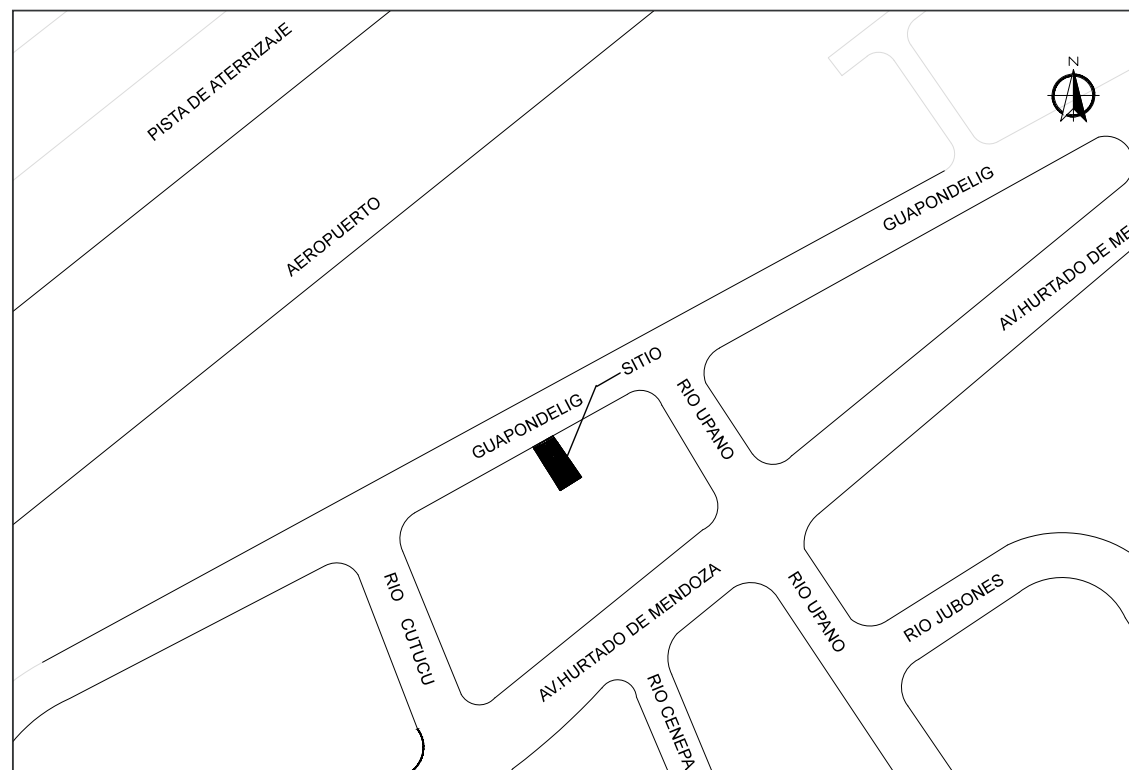 PISTA DE ATERRIZAJE
N
AEROPUERTO
GUAPONDELIG
AV.HURTADO DE ME
SITIO
GUAPONDELIG
RIO UPANO
RIO CUTUCU
AV.HURTADO DE MENDOZA
RIO UPANO
RIO JUBONES
RIO CENEPA